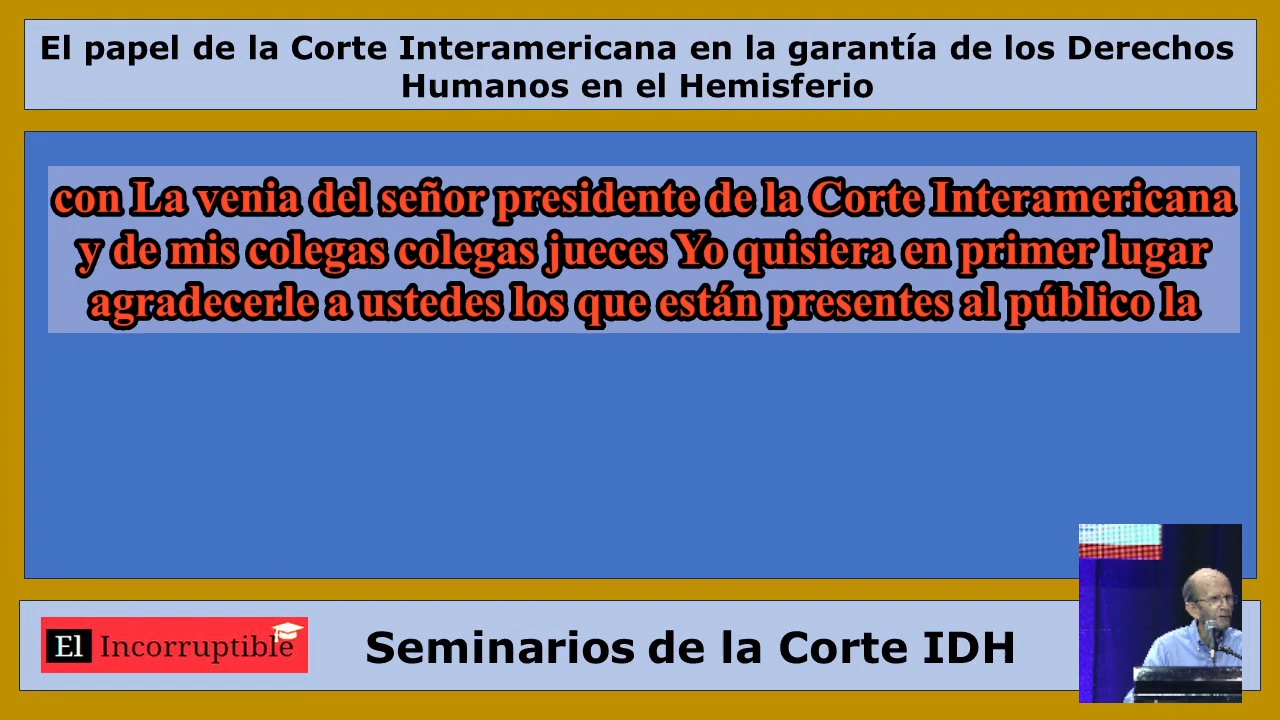 El papel de la Corte Interamericana en la garantía de los Derechos
Humanos en el Hemisferio
con La venia del señor presidente de la Corte Interamericana
y de mis colegas colegas jueces Yo quisiera en primer lugar
agradecerle a ustedes los que están presentes al público la
El Incorruptible
Seminarios de la Corte IDH